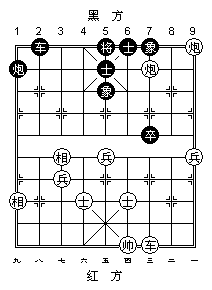 黑 方
1 2 3 4 5 6 7 8 9
车 将 士 象 炮
炮 士 炮
象
卒
相 兵 兵
兵
相 士 士
帅 车
九 八 七 六 五 四 三 二 一
红 方